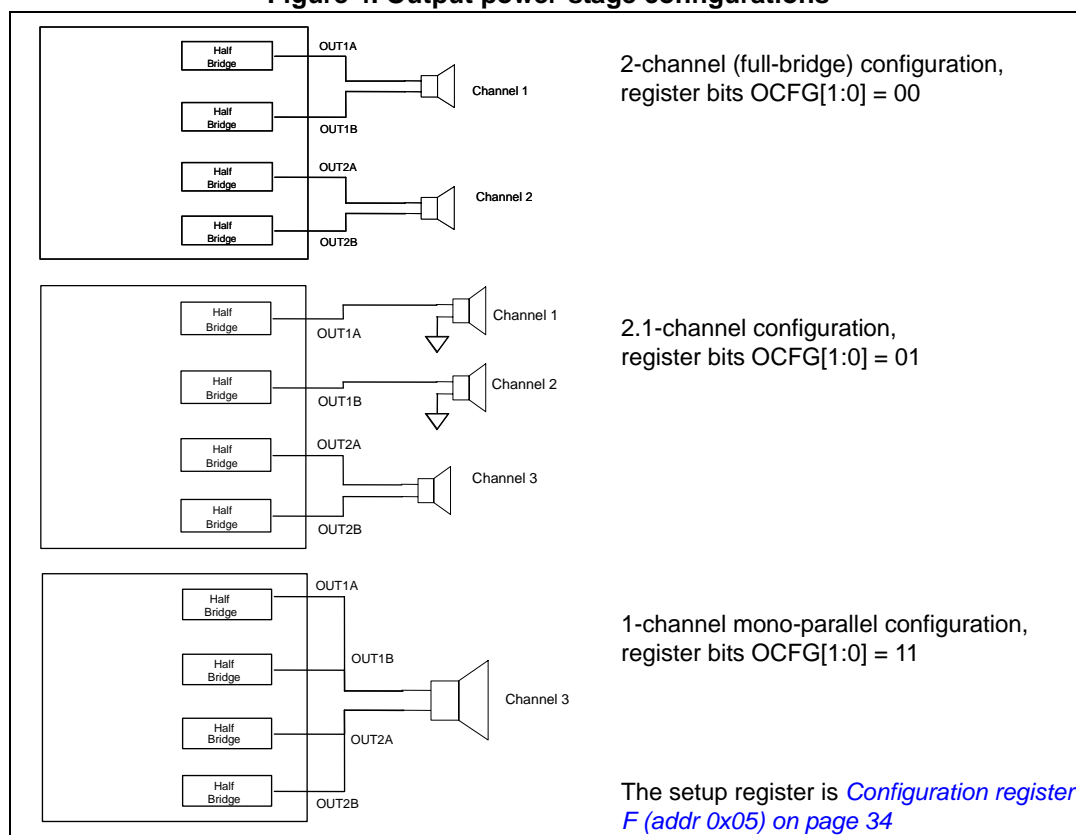 Figure 4. Output power-stage configurations
Half
Bridge
OUT1A
Channel 1
Half
Bridge
OUT1B
Half
Bridge
OUT2A
Channel 2
Half
Bridge
OUT2B
2-channel (full-bridge) configuration,
register bits OCFG[1:0] = 00
Half
Bridge
OUT1A
Channel 1
Half
Bridge
OUT1B
Channel 2
Half
Bridge
OUT2A
Channel 3
Half
Bridge
OUT2B
2.1-channel configuration,
register bits OCFG[1:0] = 01
Half
Bridge
OUT1A
Half
Bridge
OUT1B
Channel 3
Half
Bridge
OUT2A
Half
Bridge
OUT2B
1-channel mono-parallel configuration,
register bits OCFG[1:0] = 11
The setup register is Configuration register
F (addr 0x05) on page 34